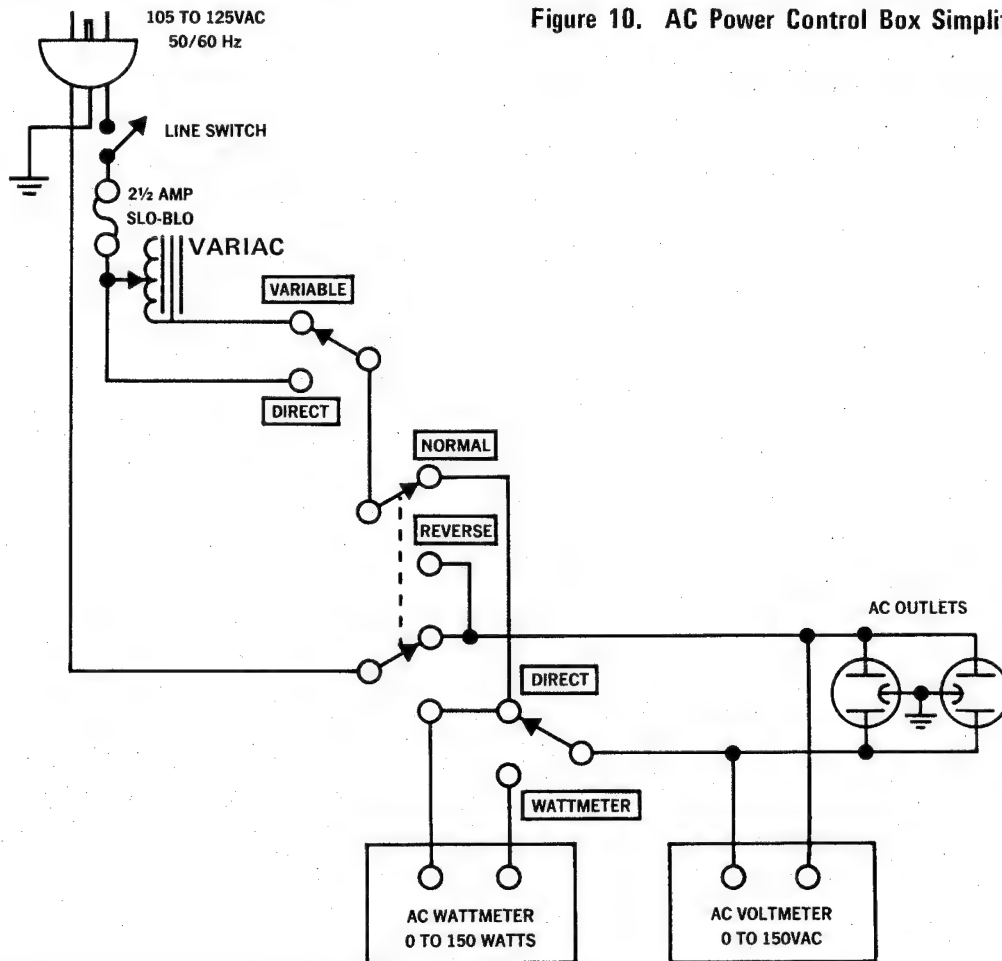 105 TO 125VAC
50/60 Hz
Figure 10. AC Power Control Box Simplif
LINE SWITCH
2½ AMP
SLO-BLO
VARIAC
VARIABLE
DIRECT
NORMAL
REVERSE
AC OUTLETS
DIRECT
WATTMETER
AC WATTMETER
0 TO 150 WATTS
AC VOLTMETER
0 TO 150VAC